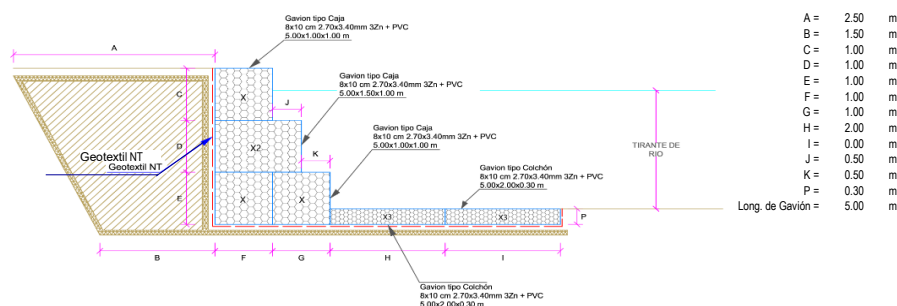 Gavion tipo Caja
8x10 cm 2.70x3.40mm 3Zn + PVC
5.00x1.00x1.00 m
A
Gavion tipo Caja
8x10 cm 2.70x3.40mm 3Zn + PVC
5.00x1.50x1.00 m
C
X
J
Gavion tipo Caja
8x10 cm 2.70x3.40mm 3Zn + PVC
5.00x1.00x1.00 m
TIRANTE DE
RIO
D
X2
K
Geotextil NT
Geotextil NT
Gavion tipo Colchón
8x10 cm 2.70x3.40mm 3Zn + PVC
5.00x2.00x0.30 m
E
X
X
X3
X3
P
B
F
G
H
I
Gavion tipo Colchón
8x10 cm 2.70x3.40mm 3Zn + PVC
5.00x2.00x0.30 m
A = 2.50 m
B = 1.50 m
C = 1.00 m
D = 1.00 m
E = 1.00 m
F = 1.00 m
G = 1.00 m
H = 2.00 m
I = 0.00 m
J = 0.50 m
K = 0.50 m
P = 0.30 m
Long. de Gavión = 5.00 m